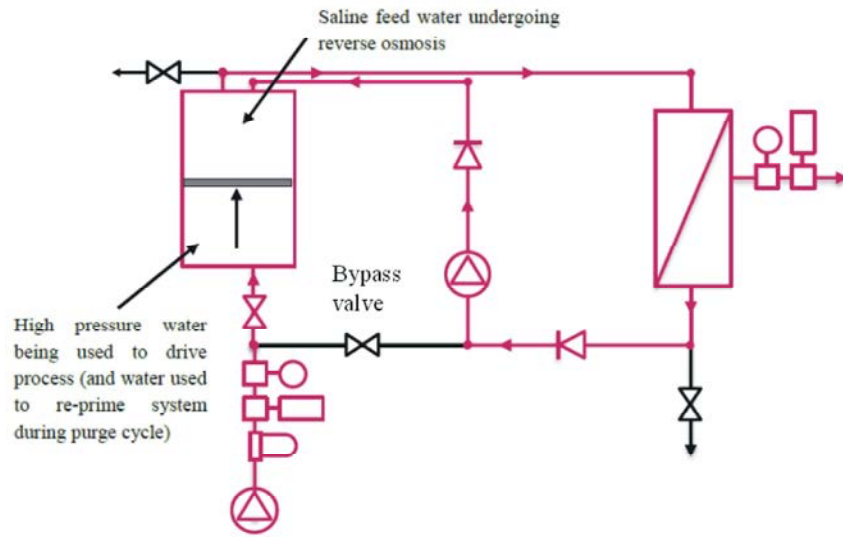 Saline feed water undergoing
reverse osmosis
Bypass
valve
High pressure water
being used to drive
process (and water used
to re-prime system
during purge cycle)